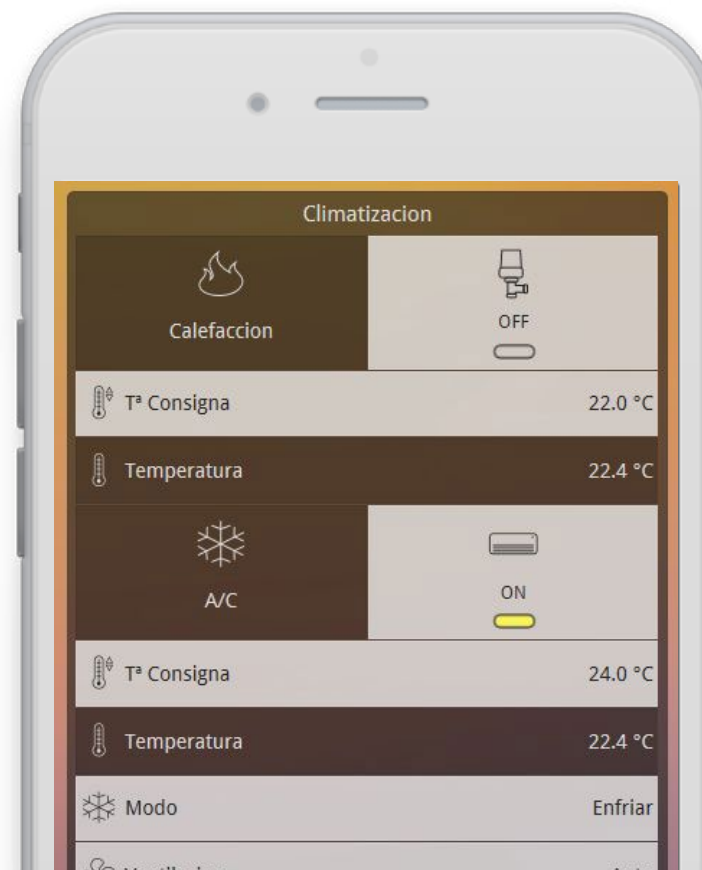 Climatizacion
Calefaccion
OFF
Tª Consigna 22.0 °C
Temperatura 22.4 °C
A/C
ON
Tª Consigna 24.0 °C
Temperatura 22.4 °C
Modo Enfriar